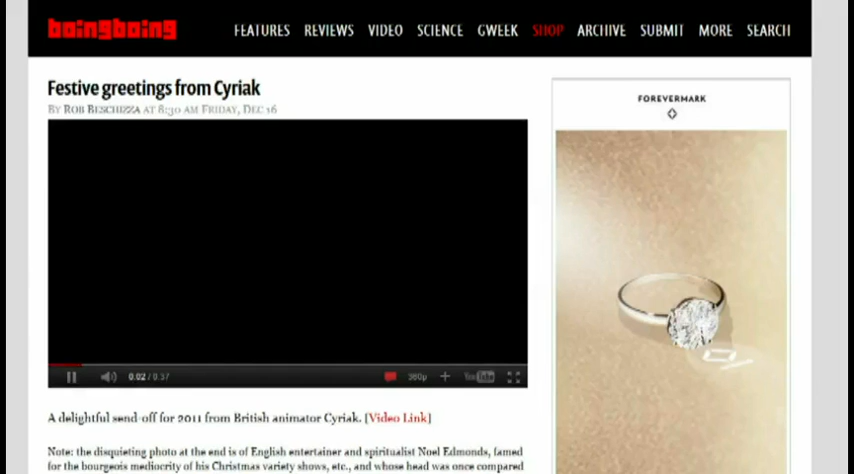 boingboing
FEATURES REVIEWS VIDEO SCIENCE GWEEK SHOP ARCHIVE SUBMIT MORE SEARCH
Festive greetings from Cyriak
BY ROB BESCHIZZA AT 8:30 AM FRIDAY, DEC 16
FOREVERMARK
0:02 / 0:37 360p YouTube
A delightful send-off for 2011 from British animator Cyriak. [Video Link]
Note: the disquieting photo at the end is of English entertainer and spiritualist Noel Edmonds, famed
for the bourgeois mediocrity of his Christmas variety shows, etc., and whose head was once compared